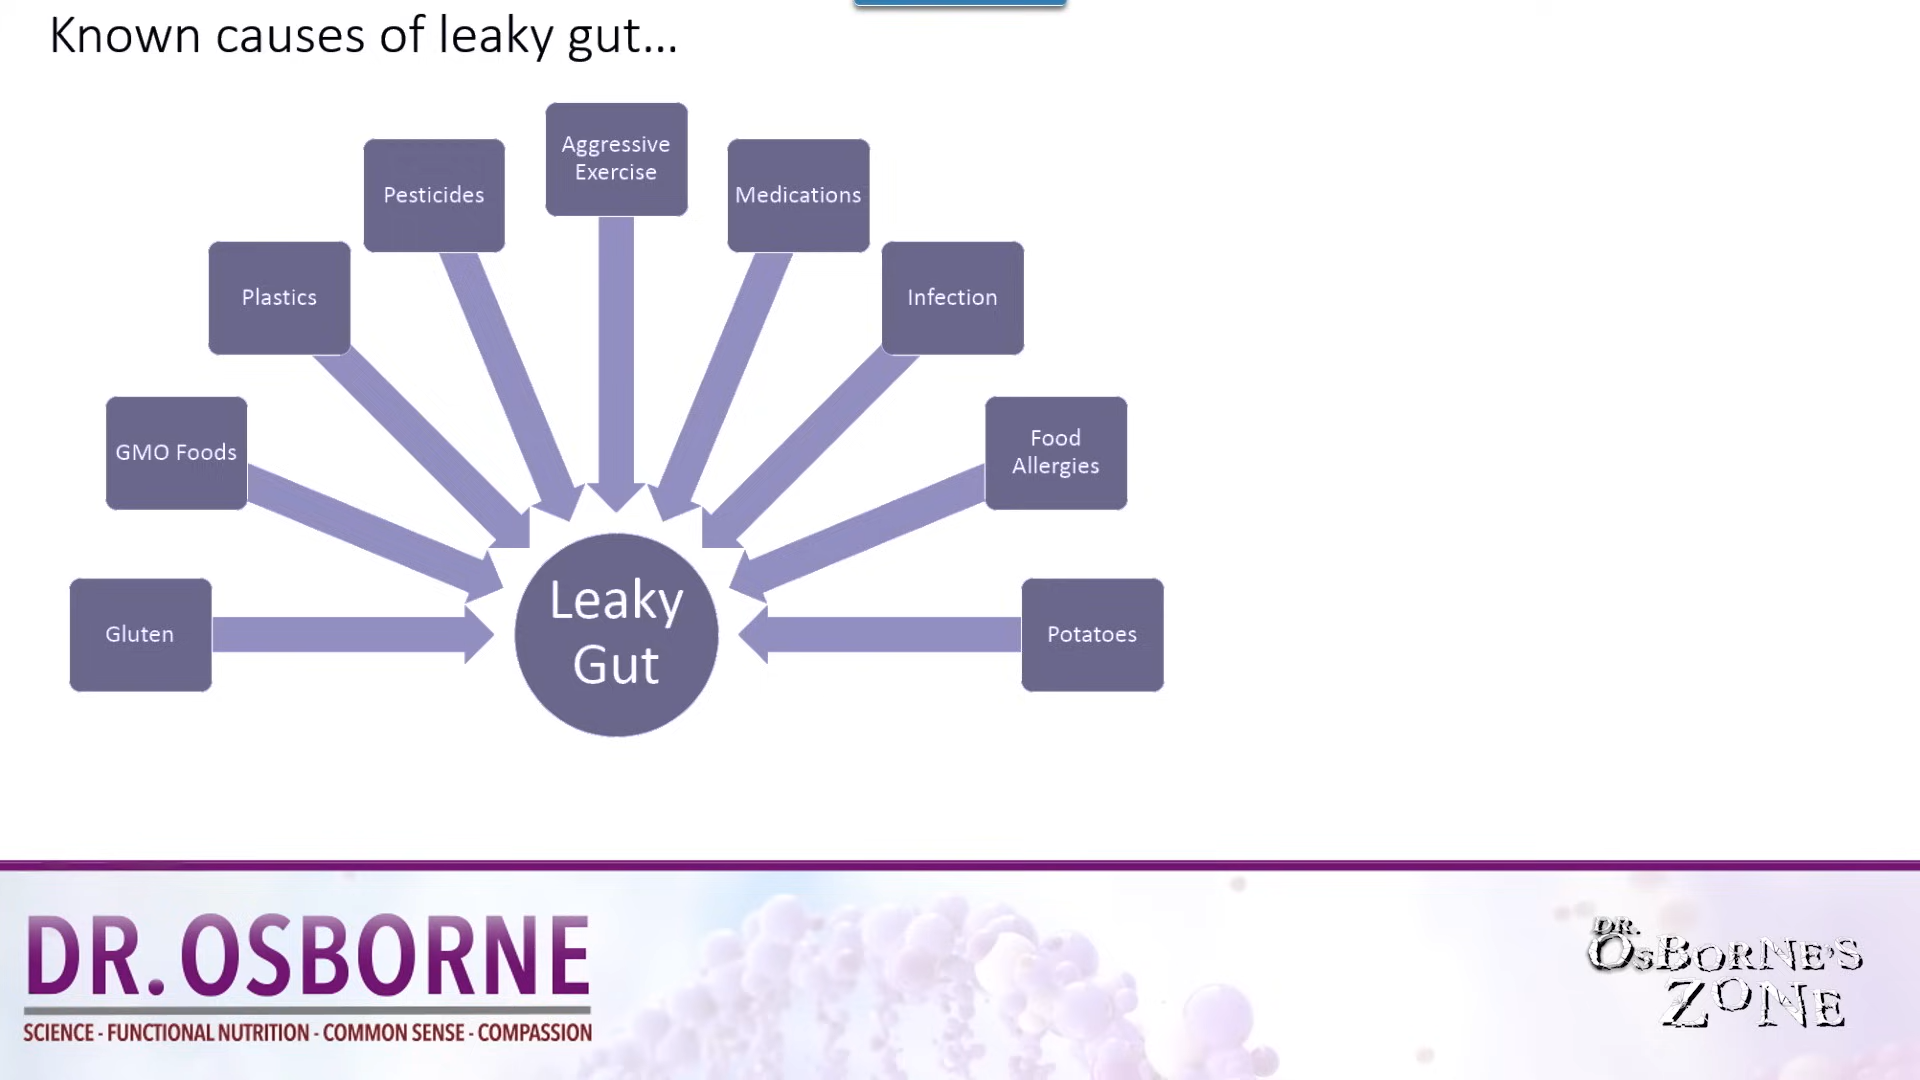 Known causes of leaky gut...
Aggressive
Exercise
Pesticides
Medications
Plastics
Infection
GMO Foods
Food
Allergies
Gluten
Leaky
Gut
Potatoes
DR. OSBORNE
SCIENCE - FUNCTIONAL NUTRITION - COMMON SENSE - COMPASSION
DR.
OSBORNE'S
ZONE